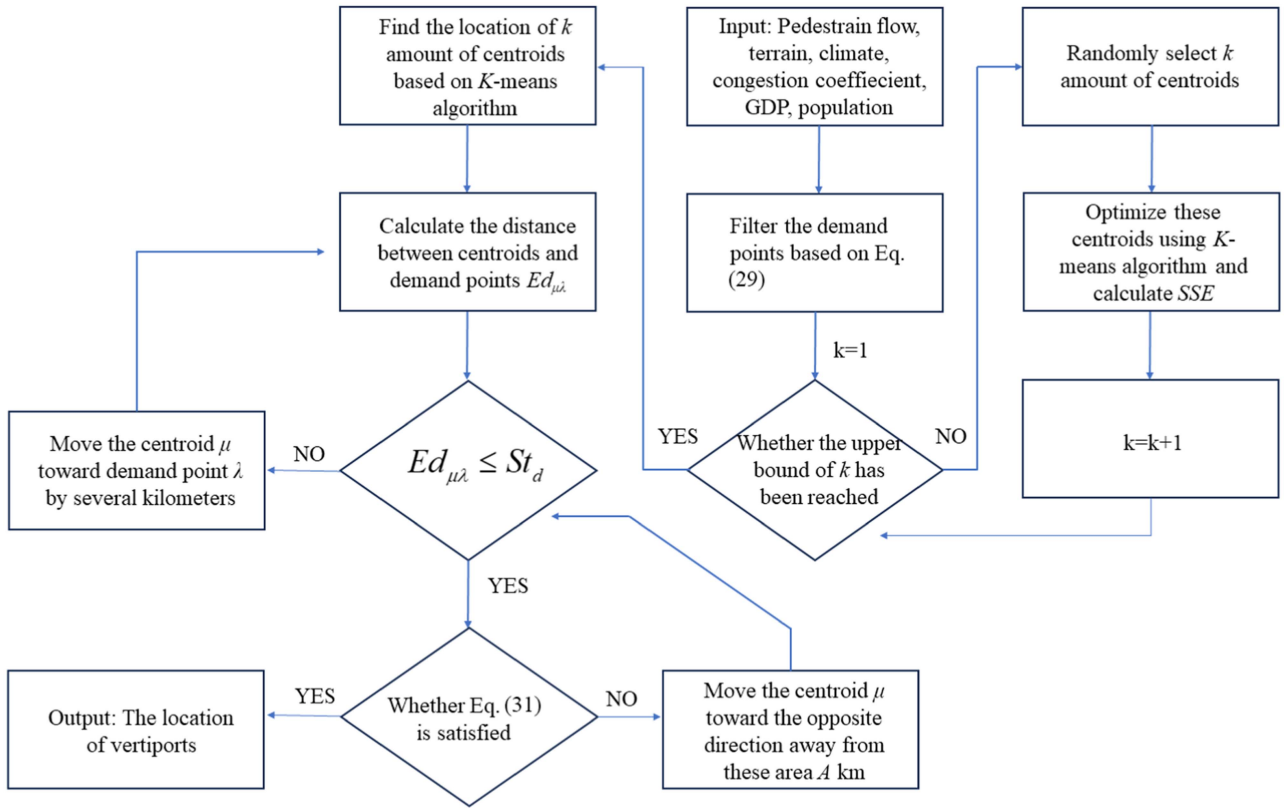 Find the location of k
amount of centroids
based on K-means
algorithm
Input: Pedestrain flow,
terrain, climate,
congestion coeffiecient,
GDP, population
Randomly select k
amount of centroids
Calculate the distance
between centroids and
demand points Edμλ
Filter the demand
points based on Eq.
(29)
Optimize these
centroids using K-
means algorithm and
calculate SSE
k=1
Move the centroid μ
toward demand point λ
by several kilometers
NO
Edμλ ≤ Std
YES
Whether the upper
bound of k has
been reached
NO
k=k+1
YES
Output: The location
of vertiports
YES
Whether Eq. (31)
is satisfied
NO
Move the centroid μ
toward the opposite
direction away from
these area A km